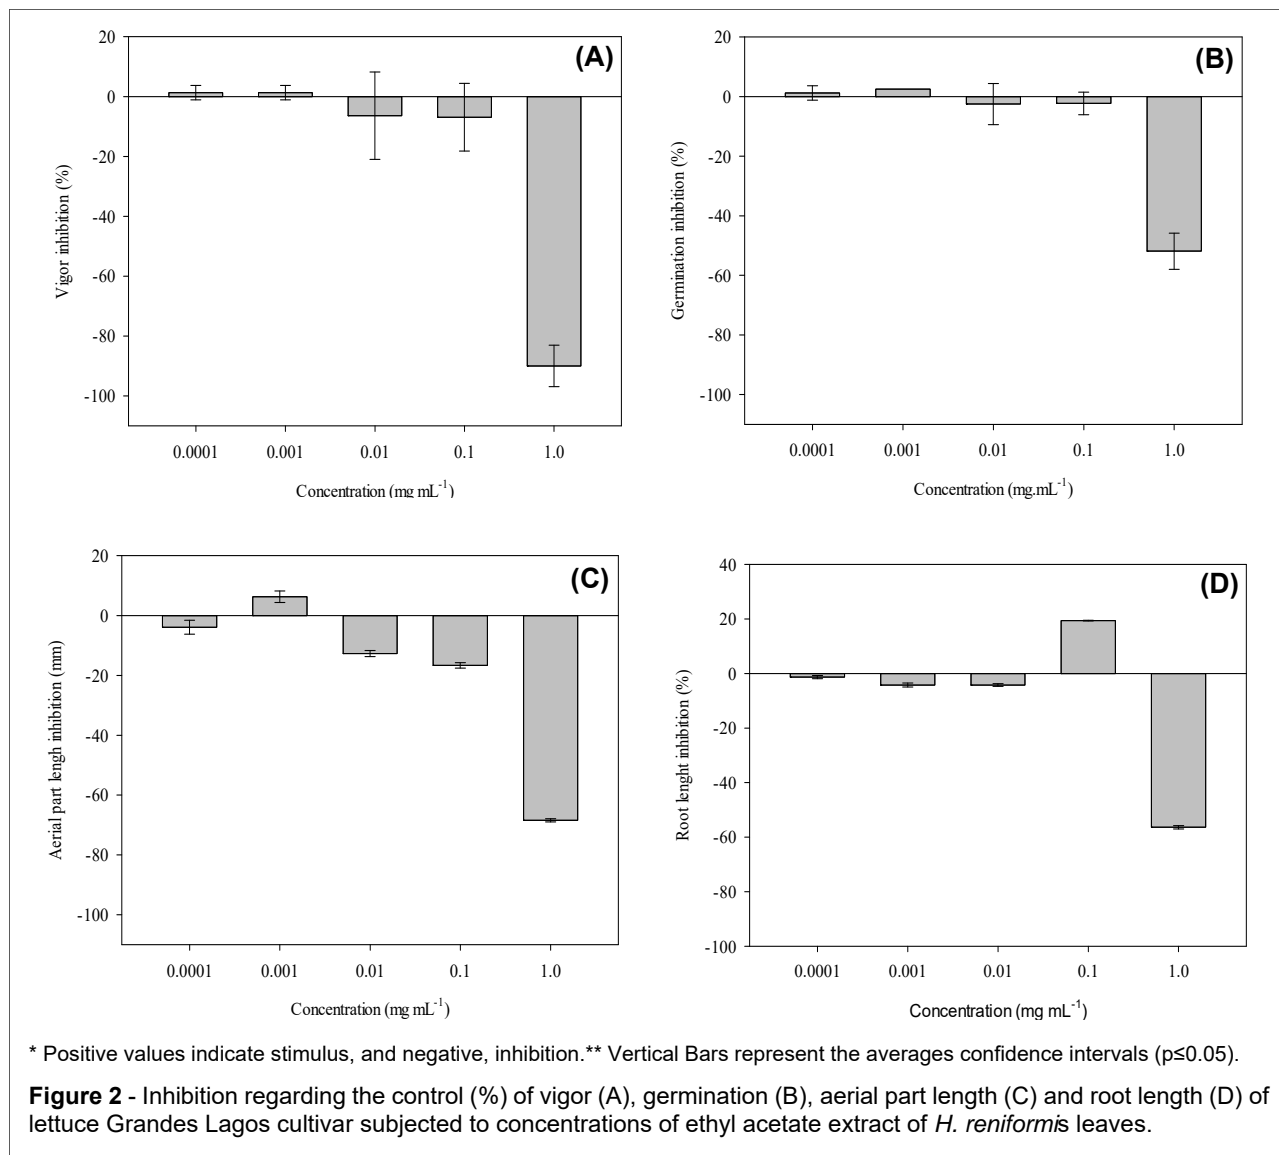 (A)
20
0
-20
-40
-60
-80
-100
Vigor inhibition (%)
0.0001 0.001 0.01 0.1 1.0
Concentration (mg mL-1)
(B)
20
0
-20
-40
-60
-80
-100
Germination inhibition (%)
0.0001 0.001 0.01 0.1 1.0
Concentration (mg.mL-1)
(C)
20
0
-20
-40
-60
-80
-100
Aerial part lengh inhibition (mm)
0.0001 0.001 0.01 0.1 1.0
Concentration (mg mL-1)
(D)
40
20
0
-20
-40
-60
-80
-100
Root lenght inhibition (%)
0.0001 0.001 0.01 0.1 1.0
Concentration (mg mL-1)
* Positive values indicate stimulus, and negative, inhibition.** Vertical Bars represent the averages confidence intervals (p≤0.05).
Figure 2 - Inhibition regarding the control (%) of vigor (A), germination (B), aerial part length (C) and root length (D) of
lettuce Grandes Lagos cultivar subjected to concentrations of ethyl acetate extract of H. reniformis leaves.